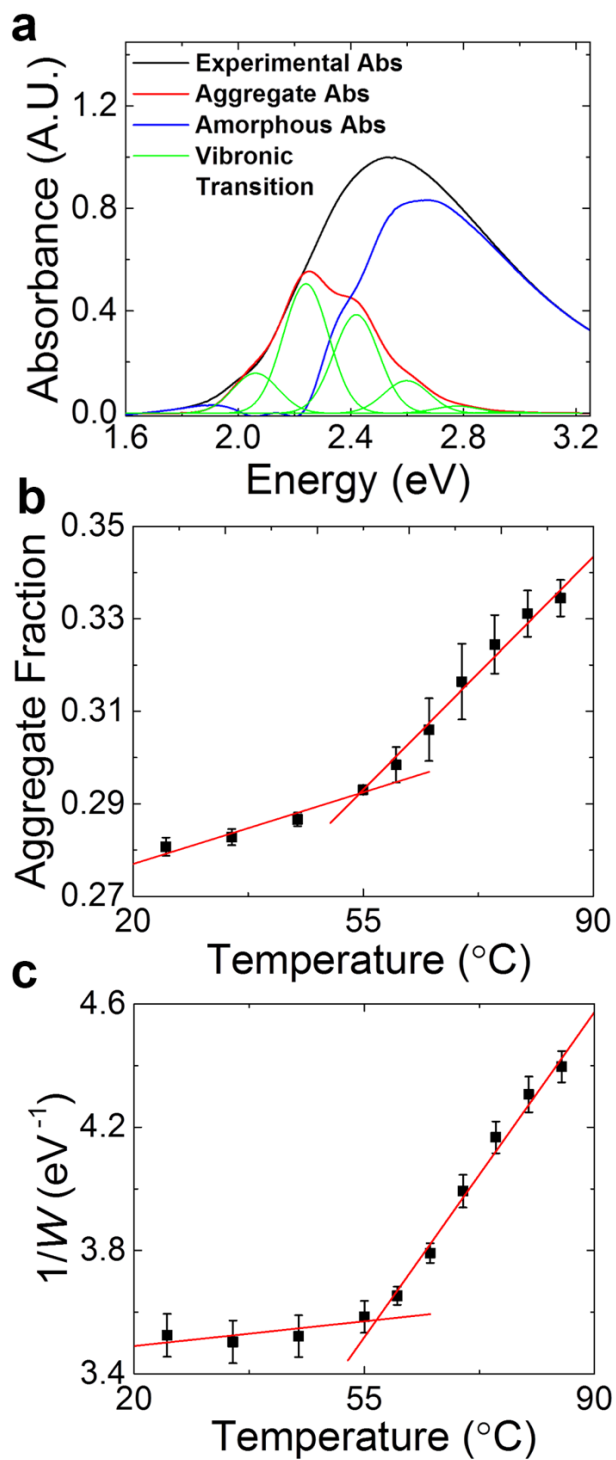 a
Experimental Abs
Aggregate Abs
Amorphous Abs
Vibronic
Transition
Absorbance (A.U.)
1.2
0.8
0.4
0.0
1.6 2.0 2.4 2.8 3.2
Energy (eV)
b
Aggregate Fraction
0.35
0.33
0.31
0.29
0.27
20 55 90
Temperature (°C)
c
1/W (eV⁻¹)
4.6
4.2
3.8
3.4
20 55 90
Temperature (°C)